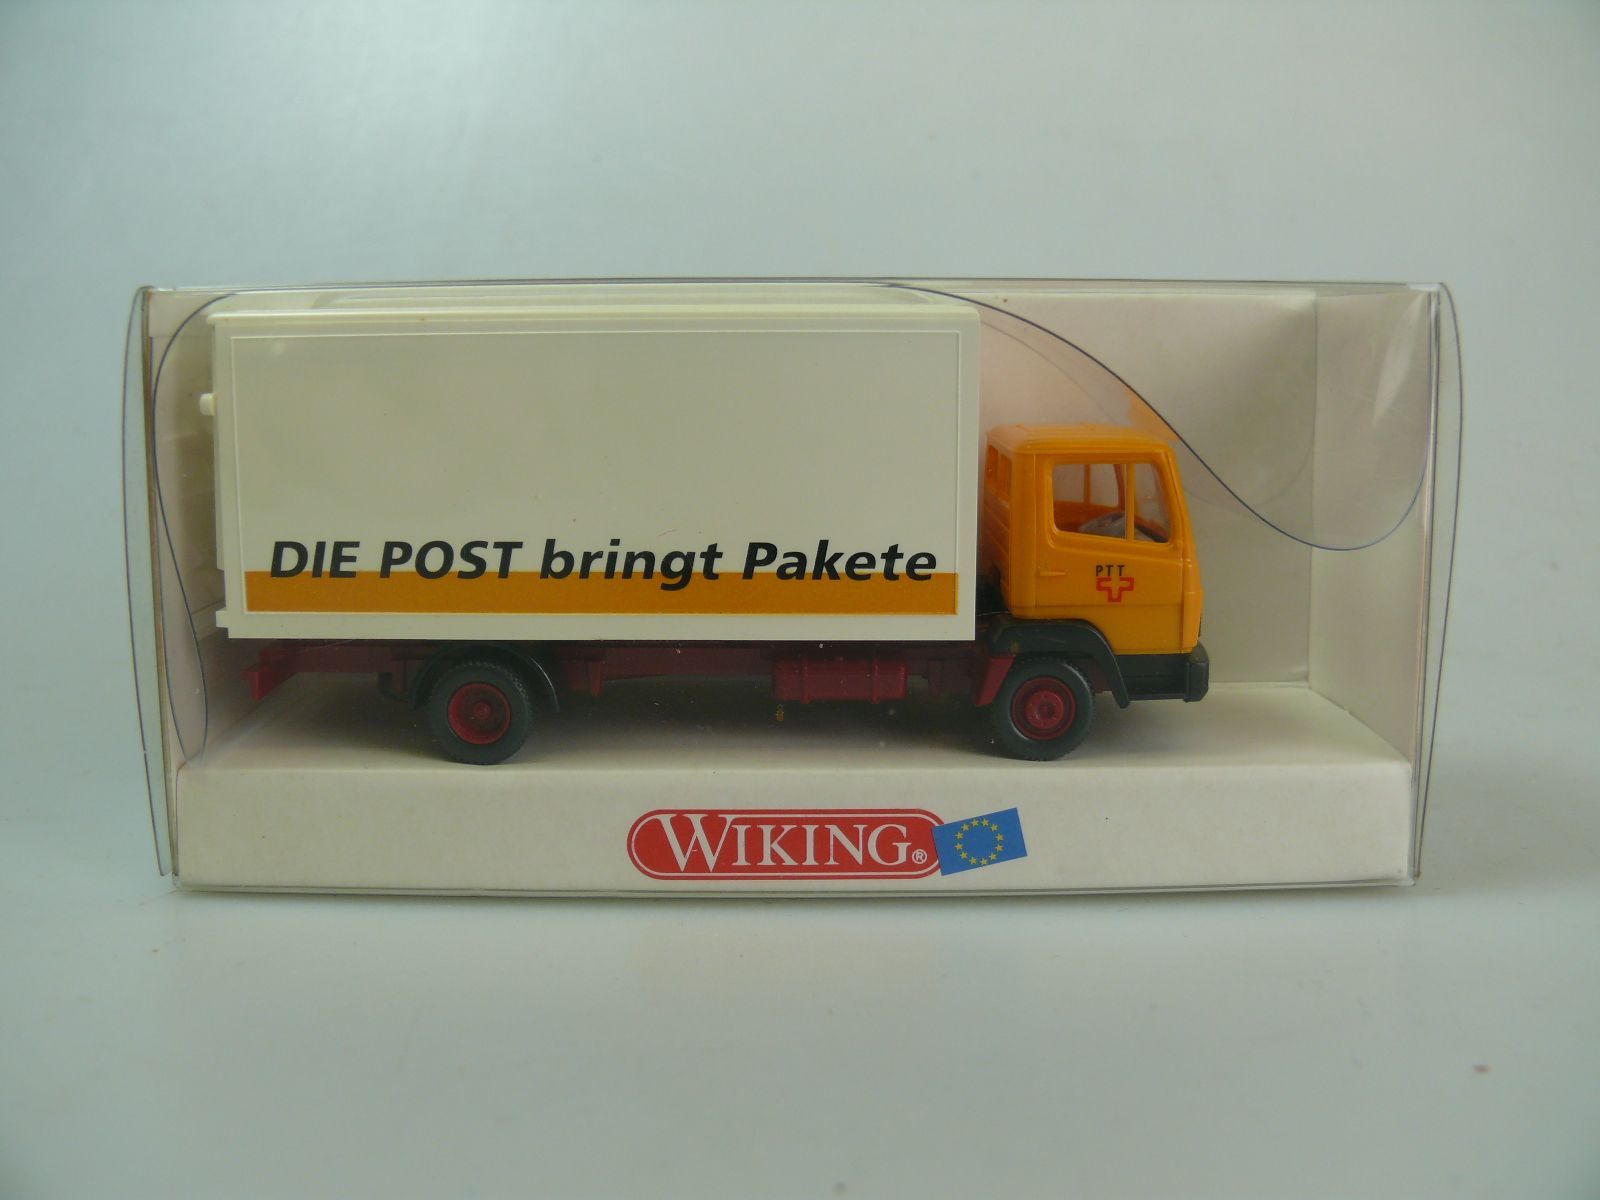 DIE POST bringt Pakete
PTT
WIKING®